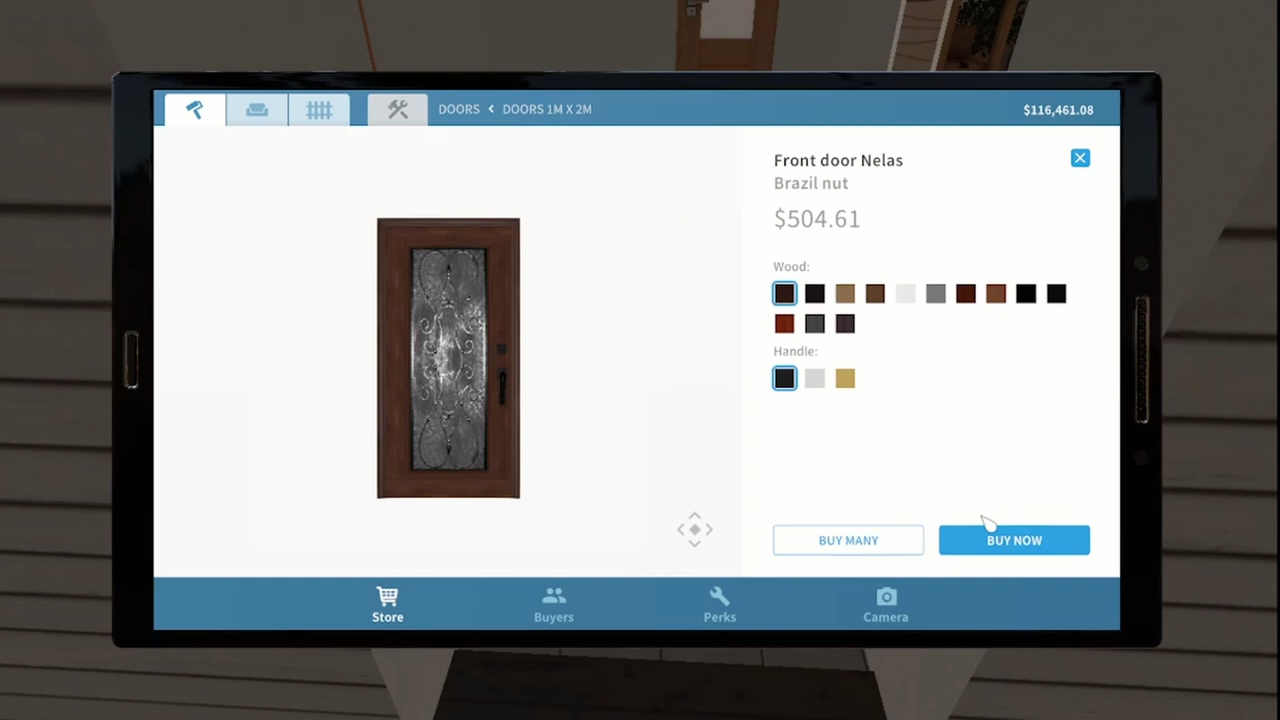 DOORS < DOORS 1M X 2M
$116,461.08
Front door Nelas
Brazil nut
$504.61
Wood:
Handle:
BUY MANY
BUY NOW
Store
Buyers
Perks
Camera